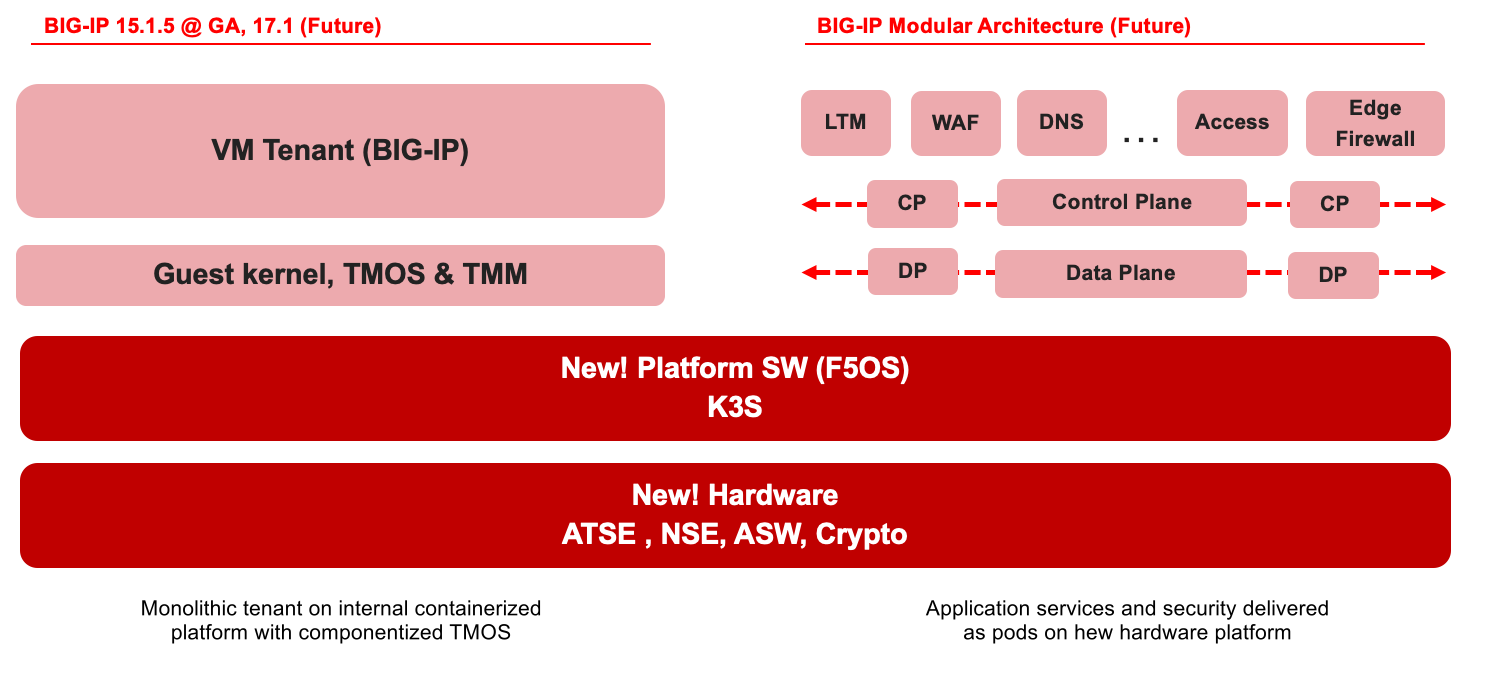 BIG-IP 15.1.5 @ GA, 17.1 (Future)
BIG-IP Modular Architecture (Future)
VM Tenant (BIG-IP)
Guest kernel, TMOS & TMM
LTM
WAF
DNS
...
Access
Edge
Firewall
CP
Control Plane
CP
DP
Data Plane
DP
New! Platform SW (F5OS)
K3S
New! Hardware
ATSE , NSE, ASW, Crypto
Monolithic tenant on internal containerized
platform with componentized TMOS
Application services and security delivered
as pods on hew hardware platform